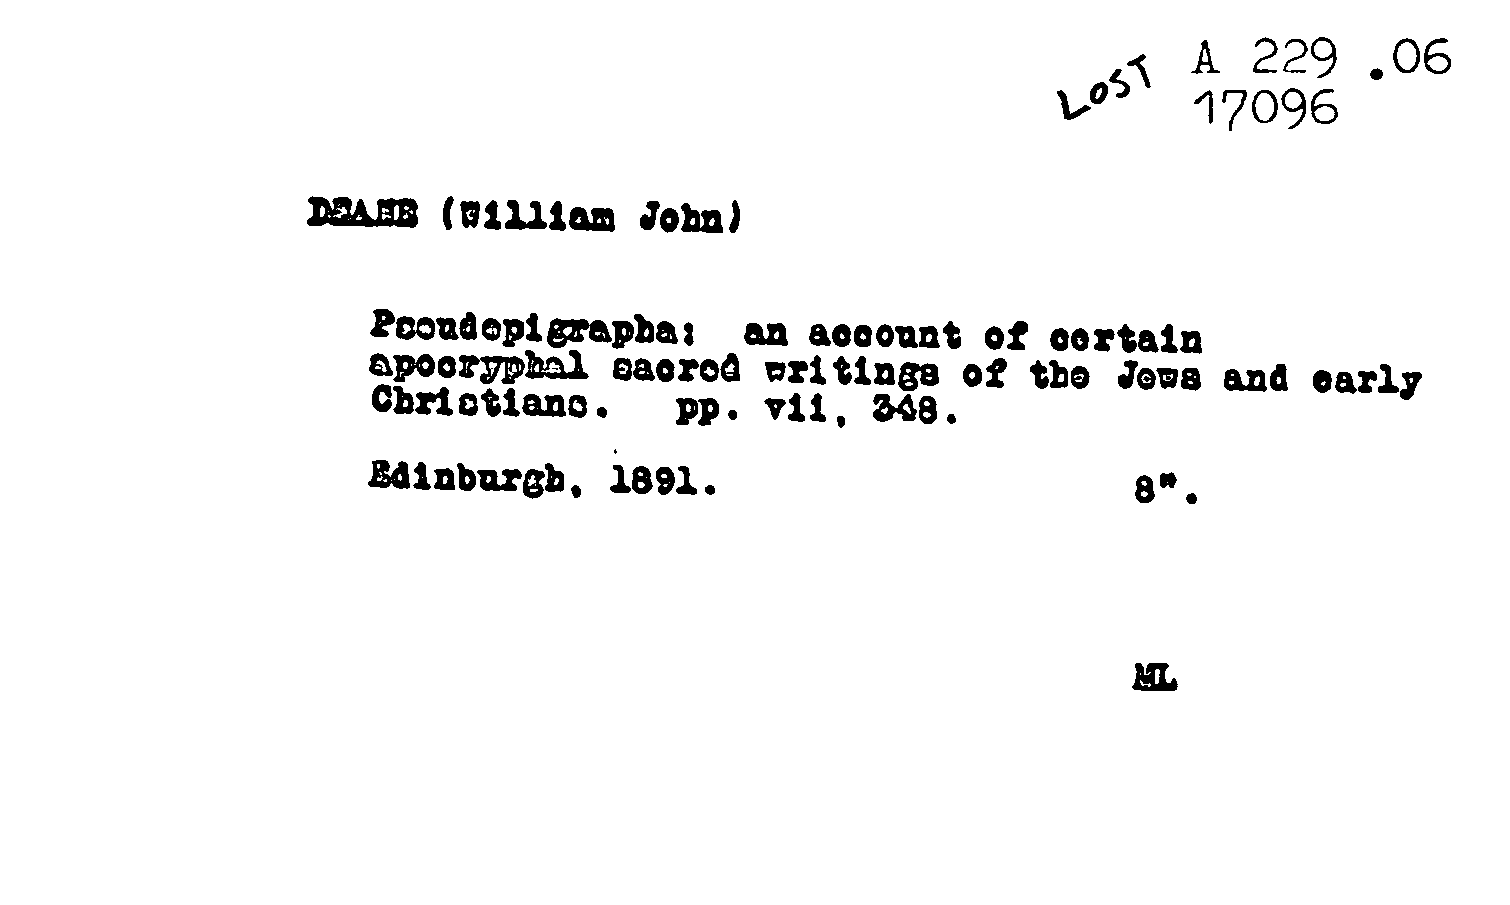 LOST A 229 .06
17096
DEANE (William John)
Pseudepigrapha: an account of certain
apocryphal sacred writings of the Jews and early
Christians. pp. vii, 348.
Edinburgh, 1891. 8".
ML